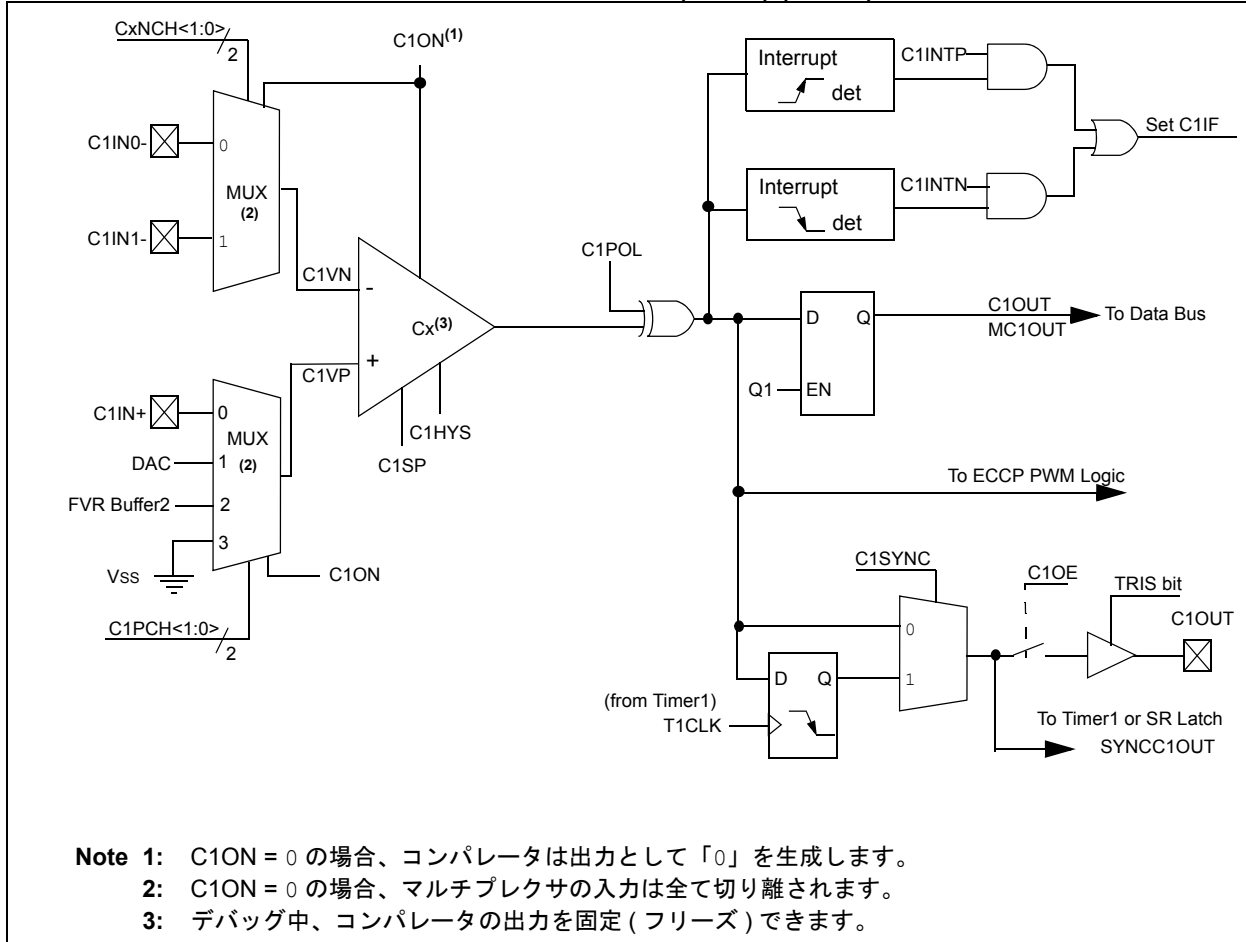 CxNCH<1:0>
2
C1ON(1)
C1IN0-
0
MUX
(2)
C1IN1-
1
C1VN
-
Cx(3)
+
C1VP
C1HYS
C1SP
C1IN+
0
MUX
DAC
1
(2)
FVR Buffer2
2
3
Vss
C1ON
C1PCH<1:0>
2
C1POL
Interrupt
det
C1INTP
Interrupt
det
C1INTN
Set C1IF
D
Q
Q1
EN
C1OUT
MC1OUT
To Data Bus
To ECCP PWM Logic
C1SYNC
0
1
D
Q
(from Timer1)
T1CLK
C1OE
TRIS bit
C1OUT
To Timer1 or SR Latch
SYNCC1OUT
Note 1: C1ON = 0 の場合、コンパレータは出力として「0」を生成します。
2: C1ON = 0 の場合、マルチプレクサの入力は全て切り離されます。
3: デバッグ中、コンパレータの出力を固定 ( フリーズ ) できます。